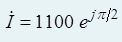 İ = 1100 e^{jπ/2}